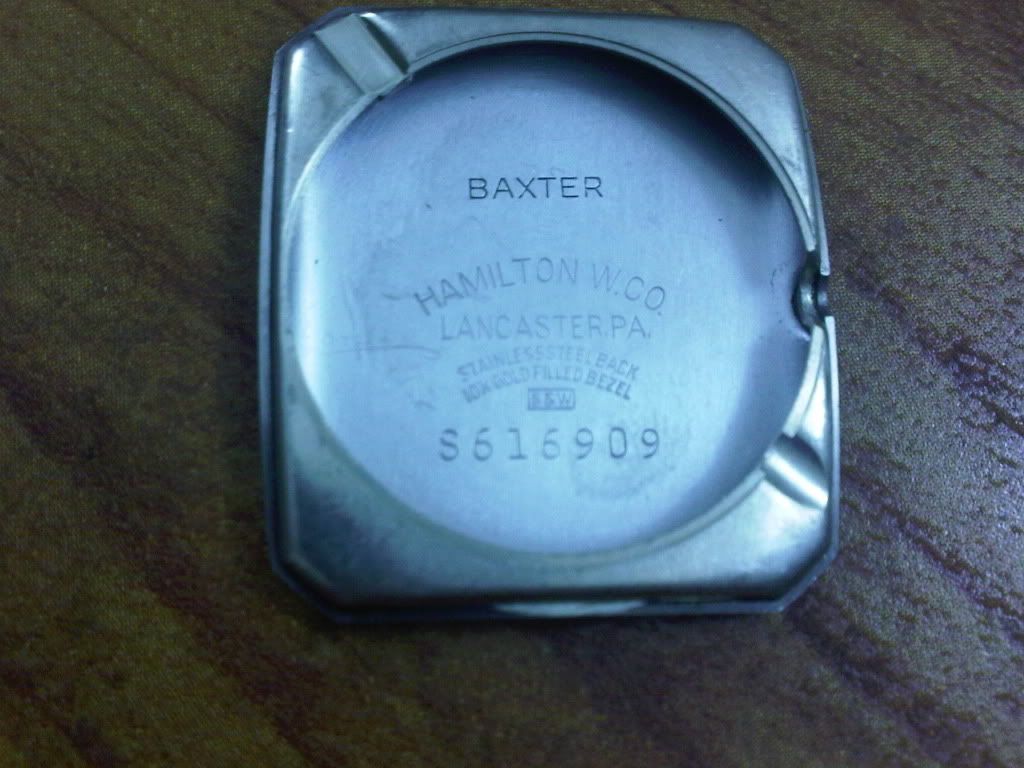 BAXTER
HAMILTON W. CO.
LANCASTER, PA.
STAINLESS STEEL BACK
10K GOLD FILLED BEZEL
S&W
S616909